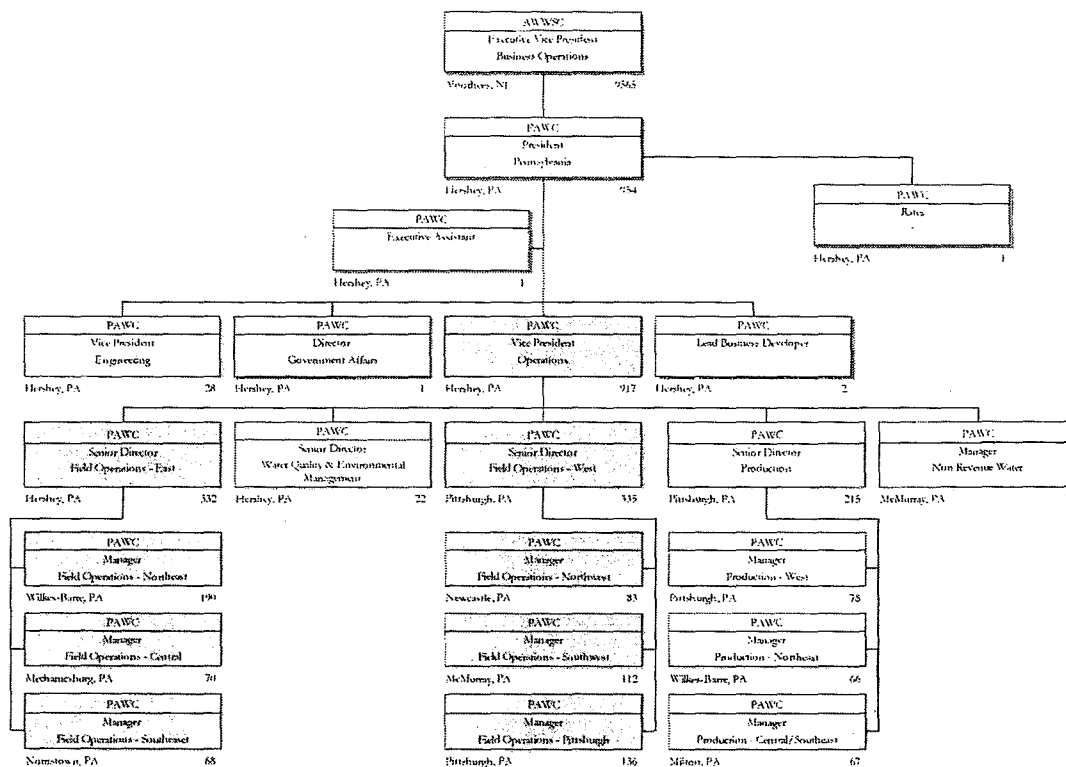 AWWSC
Executive Vice President
Business Operations
Voorhees, NJ 9565
PAWC
President
Pennsylvania
Hershey, PA 954
PAWC
Rates
-
Hershey, PA 1
PAWC
Executive Assistant
Hershey, PA 1
PAWC
Vice President
Engineering
Hershey, PA 28
PAWC
Director
Government Affairs
Hershey, PA 1
PAWC
Vice President
Operations
Hershey, PA 917
PAWC
Lead Business Developer
Hershey, PA 2
PAWC
Senior Director
Field Operations - East
Hershey, PA 332
PAWC
Senior Director
Water Quality & Environmental
Management
Hershey, PA 22
PAWC
Senior Director
Field Operations - West
Pittsburgh, PA 335
PAWC
Senior Director
Production
Pittsburgh, PA 215
PAWC
Manager
Non Revenue Water
McMurray, PA
PAWC
Manager
Field Operations - Northeast
Wilkes-Barre, PA
PAWC
Manager
Field Operations - Northwest
Newcastle, PA 83
PAWC
Manager
Production - West
Pittsburgh, PA
PAWC
Manager
Field Operations - Central
Mechanicsburg, PA
PAWC
Manager
Field Operations - Southwest
McMurray, PA 112
PAWC
Manager
Production - Northeast
Wilkes-Barre, PA 66
PAWC
Manager
Field Operations - Southeast
Norristown, PA 68
PAWC
Manager
Field Operations - Pittsburgh
Pittsburgh, PA 136
PAWC
Manager
Production - Central/Southeast
Milton, PA 67